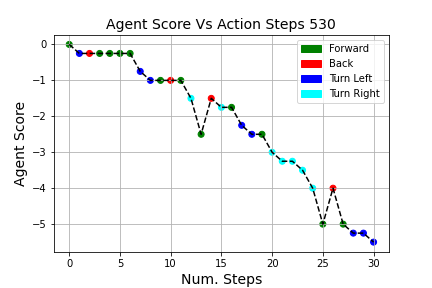 Agent Score Vs Action Steps 530
Forward
Back
Turn Left
Turn Right
Agent Score
0
−1
−2
−3
−4
−5
0 5 10 15 20 25 30
Num. Steps